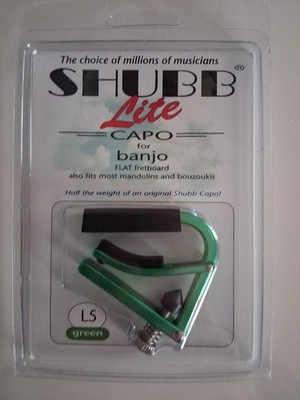 The choice of millions of musicians
SHUBB®
Lite
CAPO
for
banjo
FLAT fretboard
also fits most mandolins and bouzoukis
Half the weight of an original Shubb Capo!
L5
green